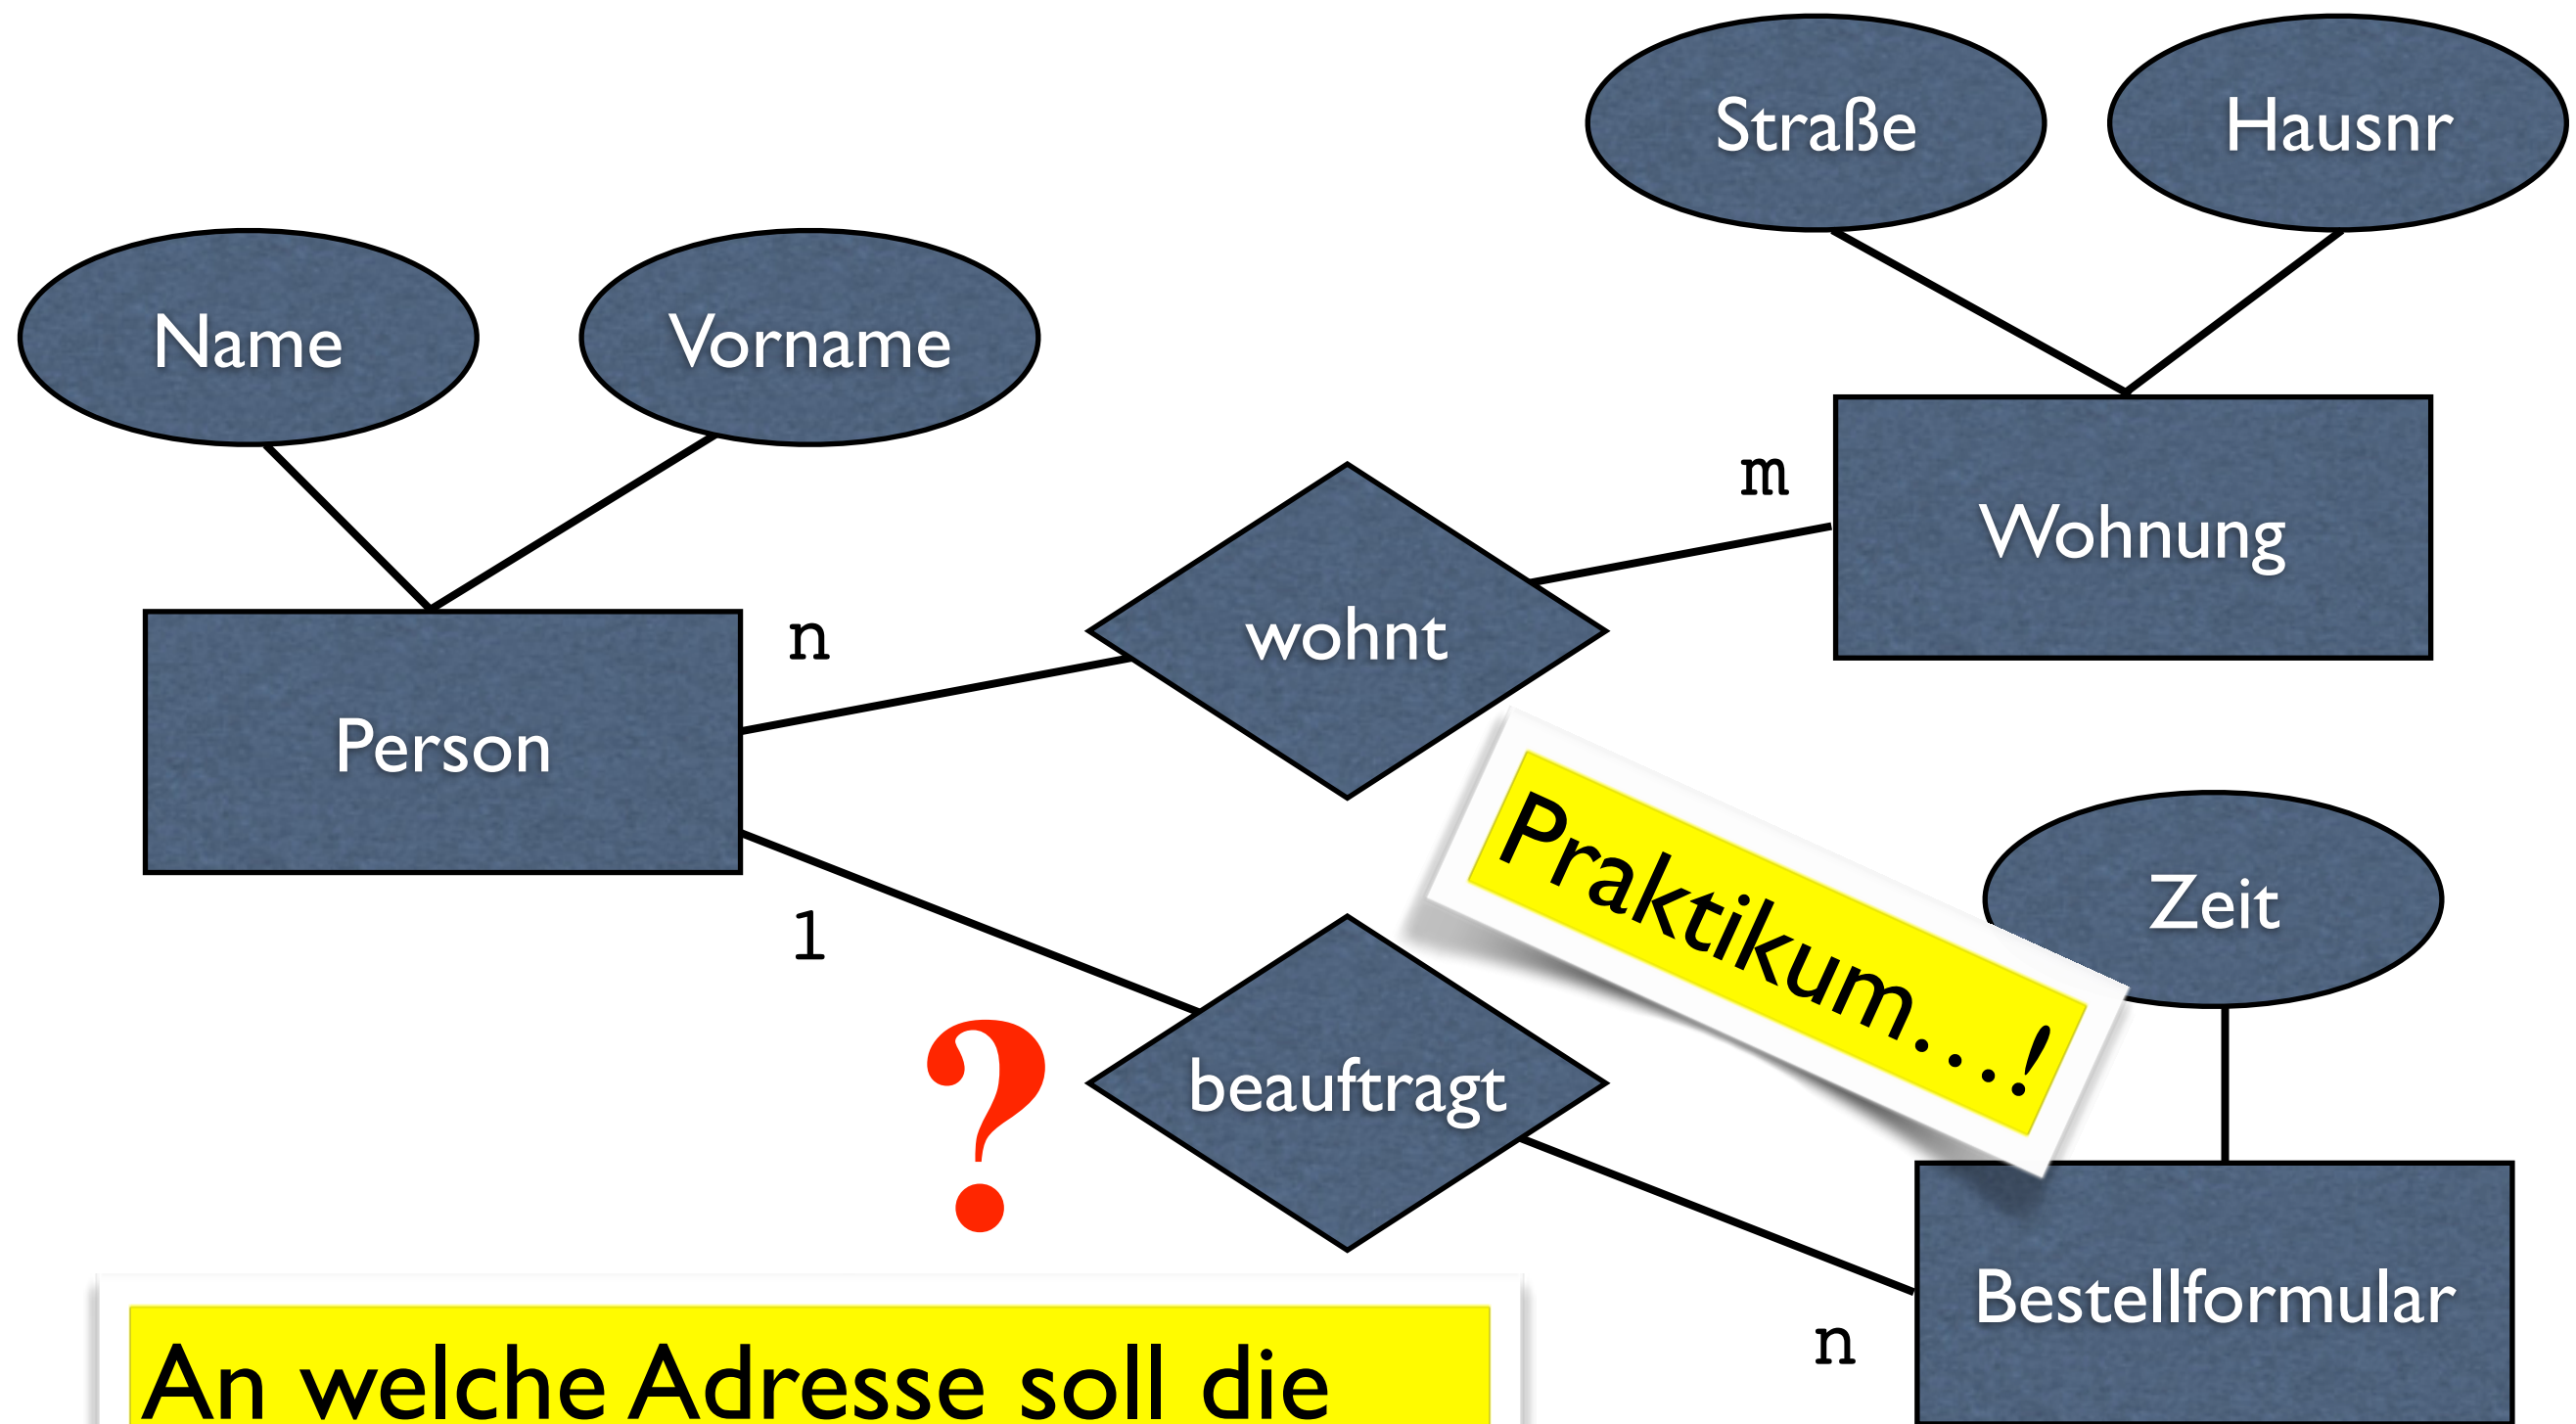 Straße
Hausnr
Name
Vorname
m
Wohnung
n
wohnt
Person
Praktikum...!
Zeit
1
?
beauftragt
Bestellformular
n
An welche Adresse soll die